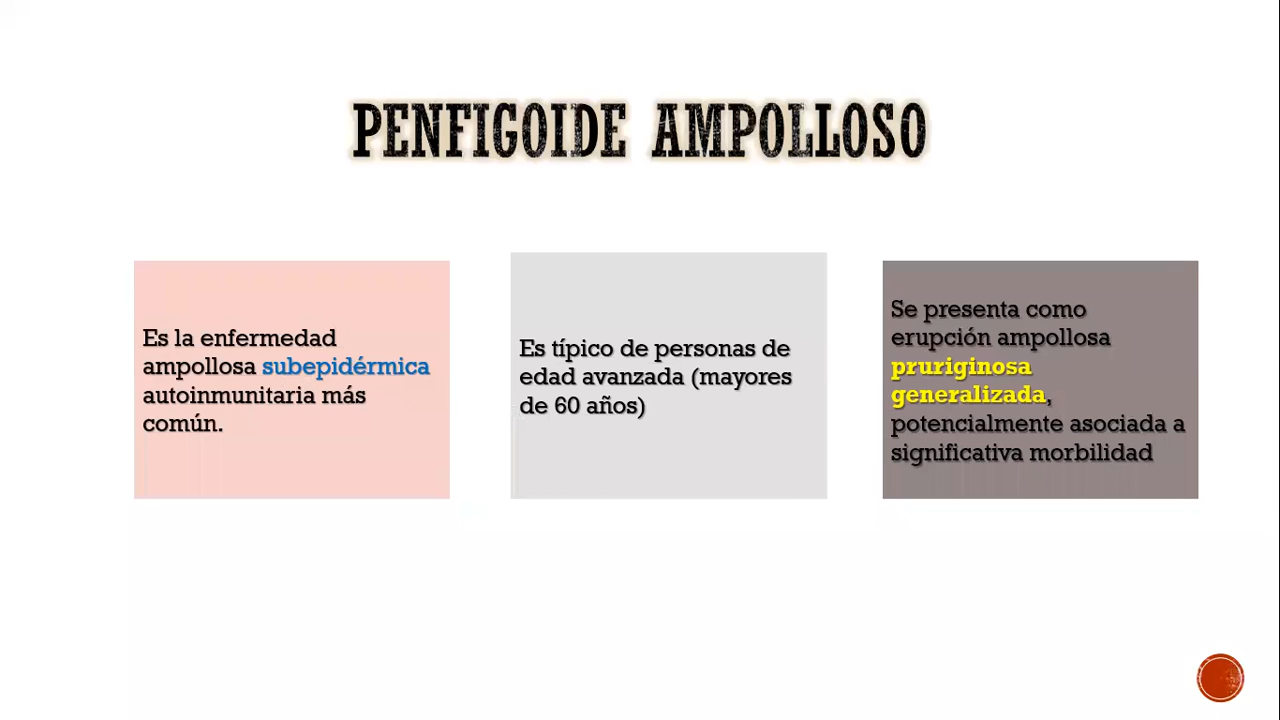 PENFIGOIDE AMPOLLOSO
Es la enfermedad
ampollosa subepidérmica
autoinmunitaria más
común.
Es típico de personas de
edad avanzada (mayores
de 60 años)
Se presenta como
erupción ampollosa
pruriginosa
generalizada,
potencialmente asociada a
significativa morbilidad